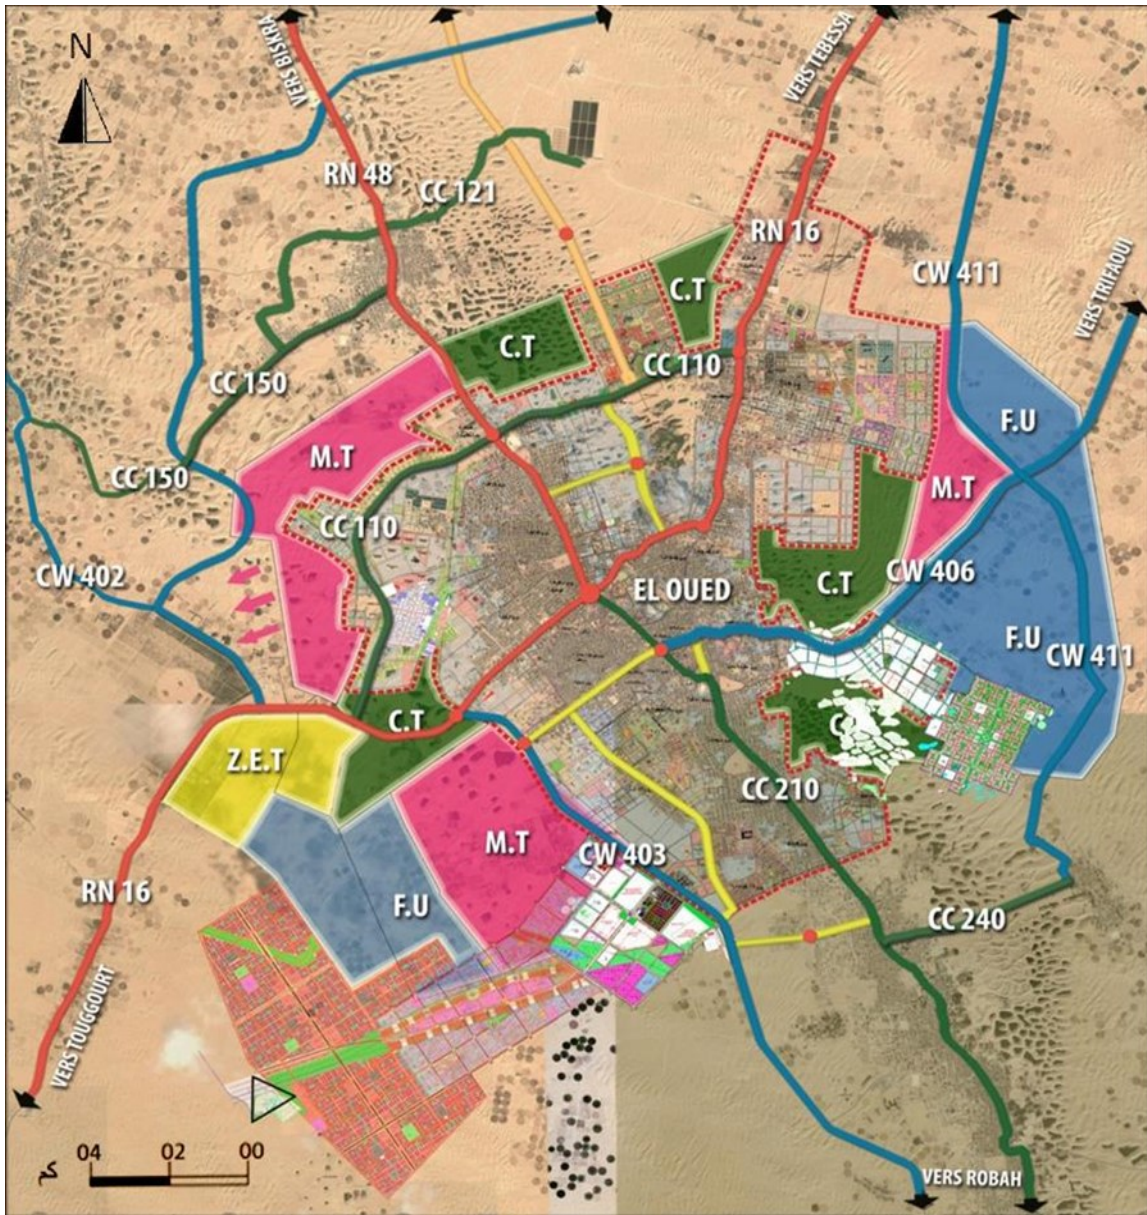 N
VERS BISKRA
VERS TEBESSA
RN 48
CC 121
RN 16
CW 411
VERS TRIFAOUI
C.T
C.T
CC 110
CC 150
F.U
M.T
CC 150
M.T
CC 110
CW 402
EL OUED
C.T
CW 406
F.U
CW 411
C.T
Z.E.T
CC 210
M.T
CW 403
RN 16
F.U
CC 240
VERS TOUGGOURT
04 02 00
كم
VERS ROBAH